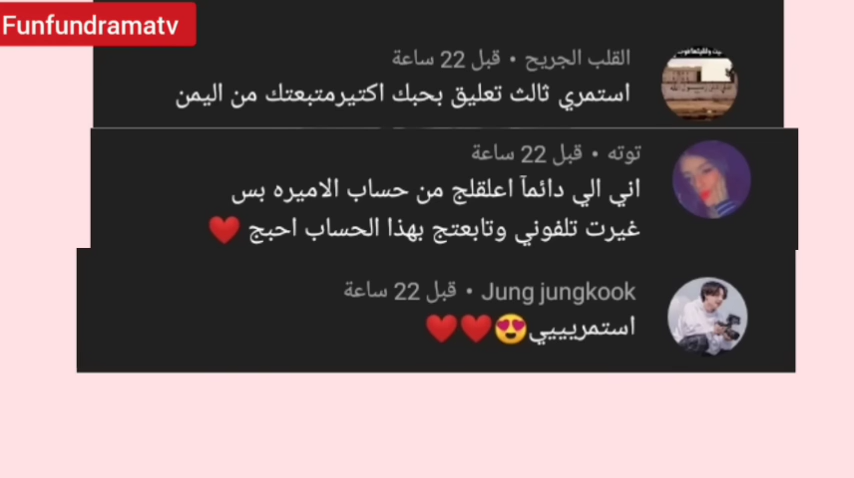 Funfundramatv
القلب الجريح • قبل 22 ساعة
استمري ثالث تعليق بحبك اكتيرمتبعتك من اليمن
توته • قبل 22 ساعة
اني الي دائمآ اعلقلج من حساب الاميره بس
غيرت تلفوني وتابعتج بهذا الحساب احبج ❤️
Jung jungkook • قبل 22 ساعة
استمريييي😍❤️❤️